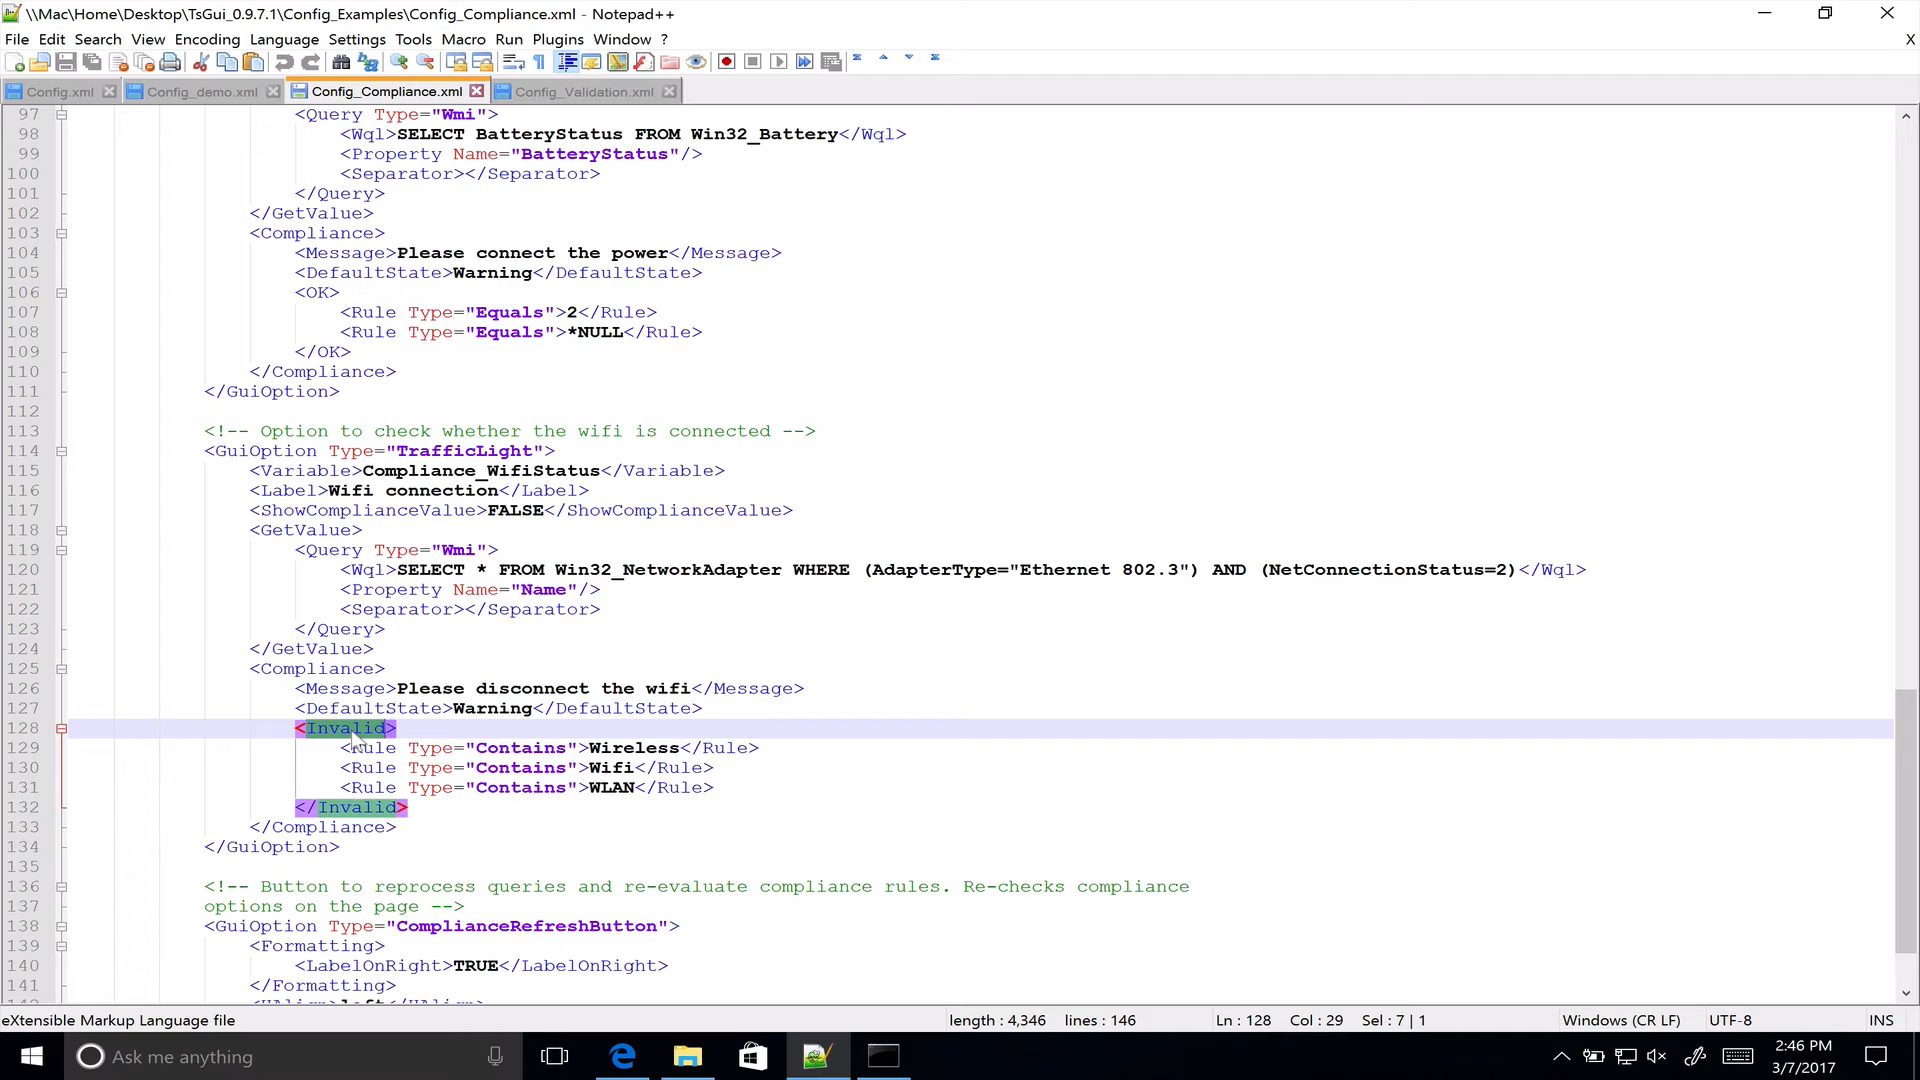 \\Mac\Home\Desktop\TsGui_0.9.7.1\Config_Examples\Config_Compliance.xml - Notepad++
File Edit Search View Encoding Language Settings Tools Macro Run Plugins Window ? X
Config.xml Config_demo.xml Config_Compliance.xml Config_Validation.xml
97 <Query Type="Wmi">
98 <Wql>SELECT BatteryStatus FROM Win32_Battery</Wql>
99 <Property Name="BatteryStatus"/>
100 <Separator></Separator>
101 </Query>
102 </GetValue>
103 <Compliance>
104 <Message>Please connect the power</Message>
105 <DefaultState>Warning</DefaultState>
106 <OK>
107 <Rule Type="Equals">2</Rule>
108 <Rule Type="Equals">*NULL</Rule>
109 </OK>
110 </Compliance>
111 </GuiOption>
112
113 <!-- Option to check whether the wifi is connected -->
114 <GuiOption Type="TrafficLight">
115 <Variable>Compliance_WifiStatus</Variable>
116 <Label>Wifi connection</Label>
117 <ShowComplianceValue>FALSE</ShowComplianceValue>
118 <GetValue>
119 <Query Type="Wmi">
120 <Wql>SELECT * FROM Win32_NetworkAdapter WHERE (AdapterType="Ethernet 802.3") AND (NetConnectionStatus=2)</Wql>
121 <Property Name="Name"/>
122 <Separator></Separator>
123 </Query>
124 </GetValue>
125 <Compliance>
126 <Message>Please disconnect the wifi</Message>
127 <DefaultState>Warning</DefaultState>
128 <Invalid>
129 <Rule Type="Contains">Wireless</Rule>
130 <Rule Type="Contains">Wifi</Rule>
131 <Rule Type="Contains">WLAN</Rule>
132 </Invalid>
133 </Compliance>
134 </GuiOption>
135
136 <!-- Button to reprocess queries and re-evaluate compliance rules. Re-checks compliance
137 options on the page -->
138 <GuiOption Type="ComplianceRefreshButton">
139 <Formatting>
140 <LabelOnRight>TRUE</LabelOnRight>
141 </Formatting>
142 <HAlign>left</HAlign>
eXtensible Markup Language file length : 4,346 lines : 146 Ln : 128 Col : 29 Sel : 7 | 1 Windows (CR LF) UTF-8 INS
Ask me anything 2:46 PM
3/7/2017